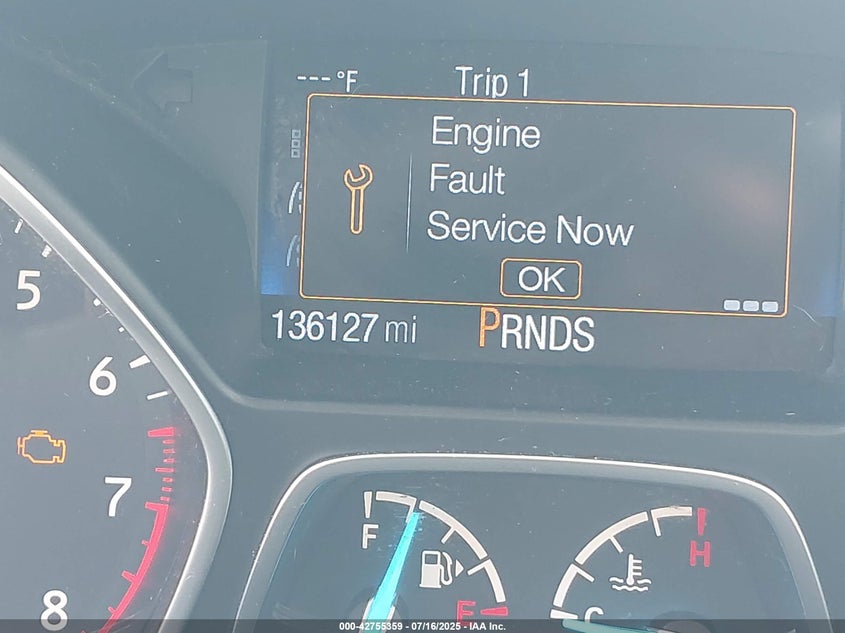 --- °F Trip 1
Engine
Fault
Service Now
OK
136127 mi PRNDS
5
6
7
8
F
E
H
C
000-42755359 - 07/16/2025 - IAA Inc.